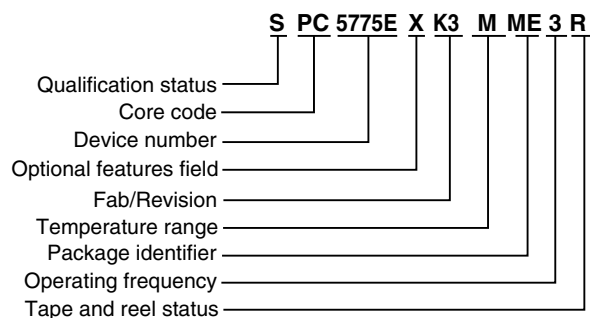 S PC 5775E X K3 M ME 3 R
Qualification status
Core code
Device number
Optional features field
Fab/Revision
Temperature range
Package identifier
Operating frequency
Tape and reel status